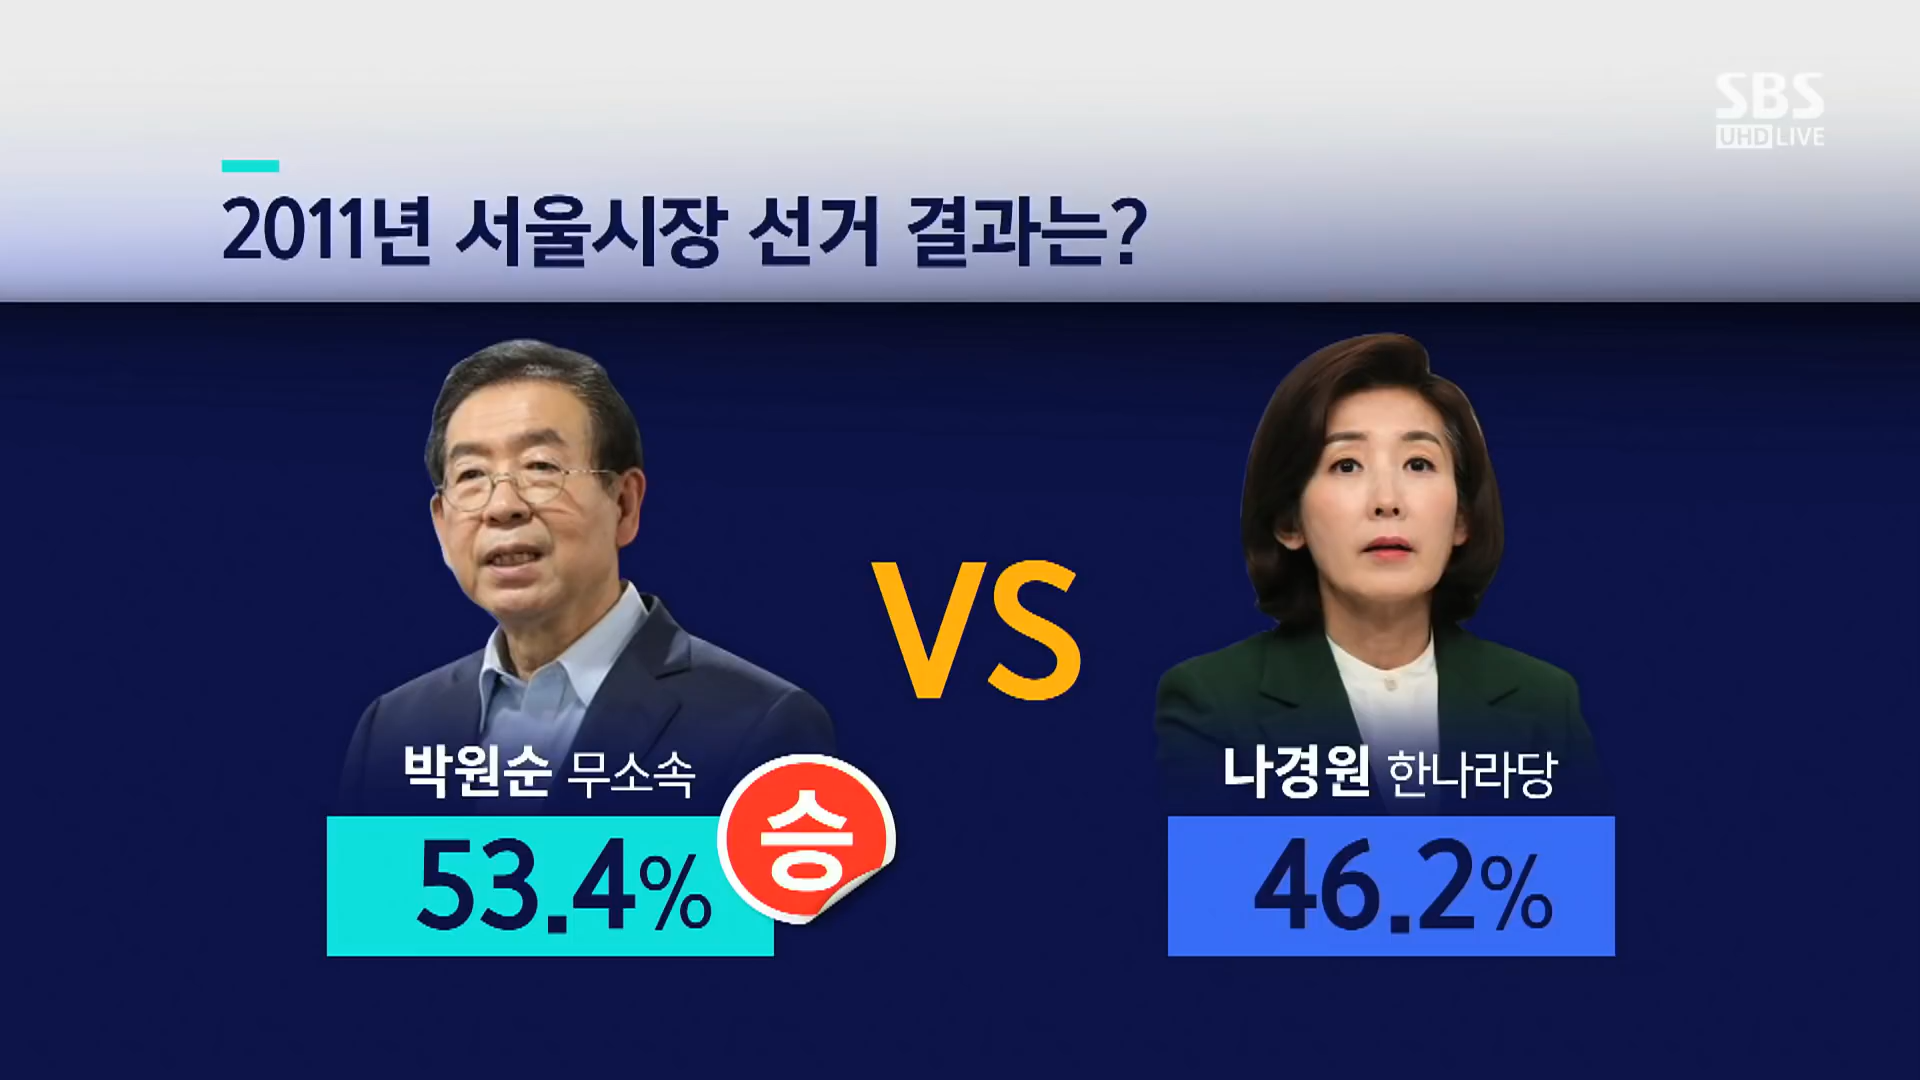 SBS
UHD LIVE
2011년 서울시장 선거 결과는?
VS
박원순 무소속
승
53.4%
나경원 한나라당
46.2%